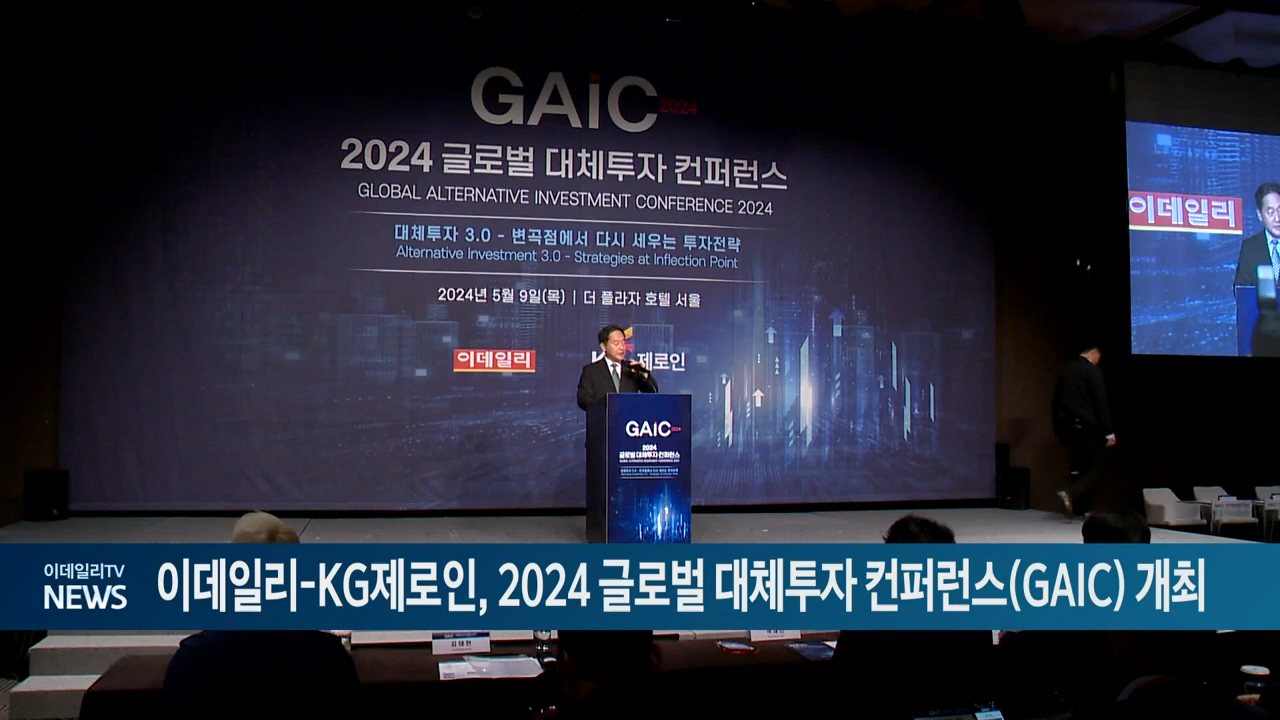 GAiC 2024
2024 글로벌 대체투자 컨퍼런스
GLOBAL ALTERNATIVE INVESTMENT CONFERENCE 2024
대체투자 3.0 - 변곡점에서 다시 세우는 투자전략
Alternative Investment 3.0 - Strategies at Inflection Point
2024년 5월 9일(목) | 더 플라자 호텔 서울
이데일리
제로인
이데일리
GAiC 2024
2024
글로벌 대체투자 컨퍼런스
이데일리TV
NEWS
이데일리-KG제로인, 2024 글로벌 대체투자 컨퍼런스(GAIC) 개최